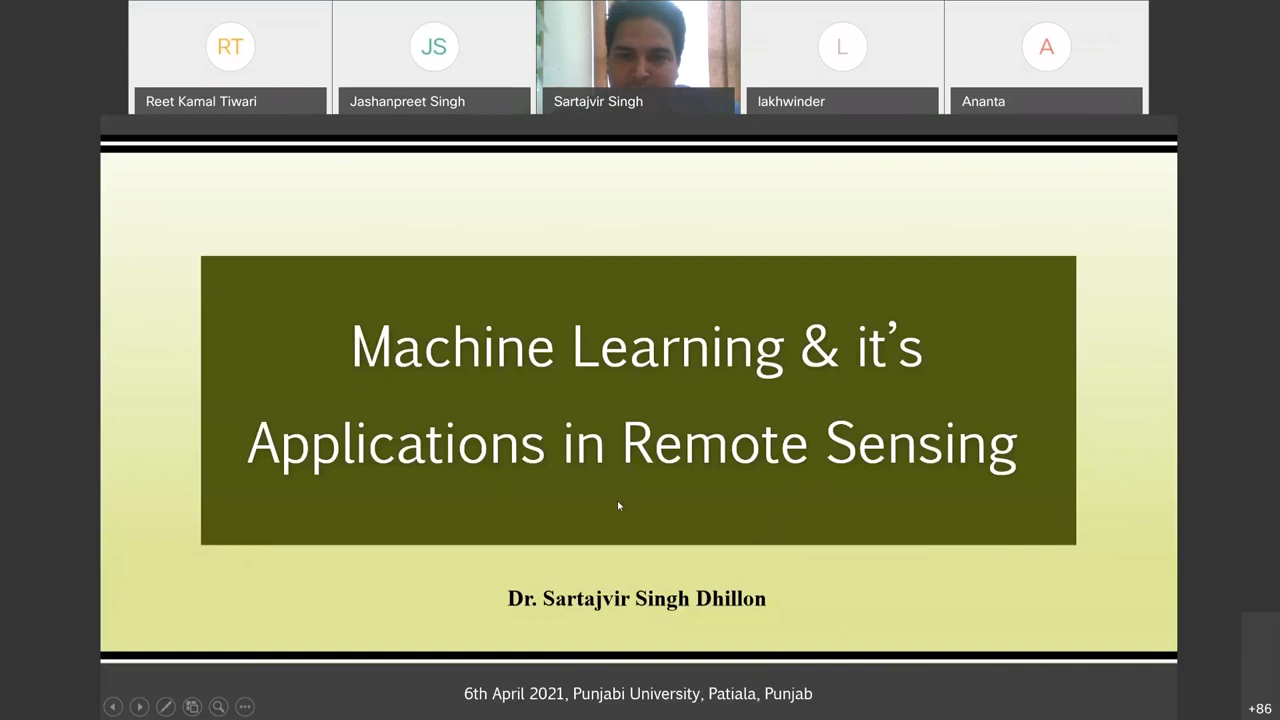 RT
JS
L
A
Reet Kamal Tiwari
Jashanpreet Singh
Sartajvir Singh
lakhwinder
Ananta
Machine Learning & it’s
Applications in Remote Sensing
Dr. Sartajvir Singh Dhillon
6th April 2021, Punjabi University, Patiala, Punjab
+86